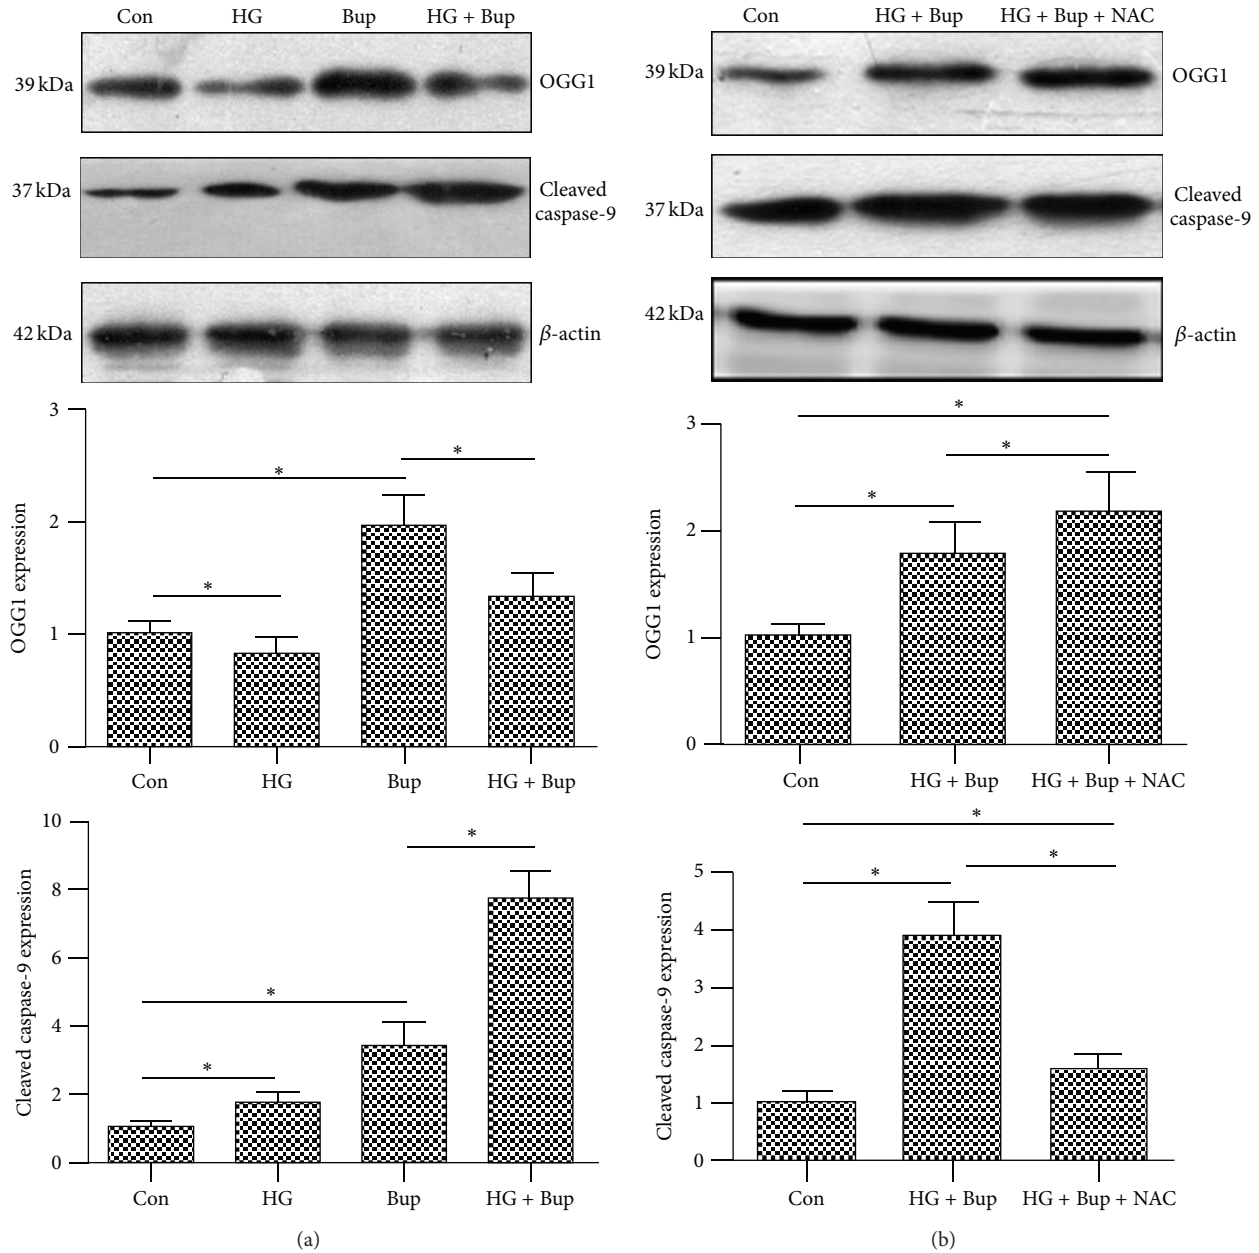 Con HG Bup HG + Bup
39 kDa OGG1
37 kDa Cleaved
caspase-9
42 kDa β-actin
3
2
1
0
OGG1 expression
* * *
Con HG Bup HG + Bup
10
8
6
4
2
0
Cleaved caspase-9 expression
* * *
Con HG Bup HG + Bup
(a)
Con HG + Bup HG + Bup + NAC
39 kDa OGG1
37 kDa Cleaved
caspase-9
42 kDa β-actin
3
2
1
0
OGG1 expression
* * *
Con HG + Bup HG + Bup + NAC
5
4
3
2
1
0
Cleaved caspase-9 expression
* * *
Con HG + Bup HG + Bup + NAC
(b)